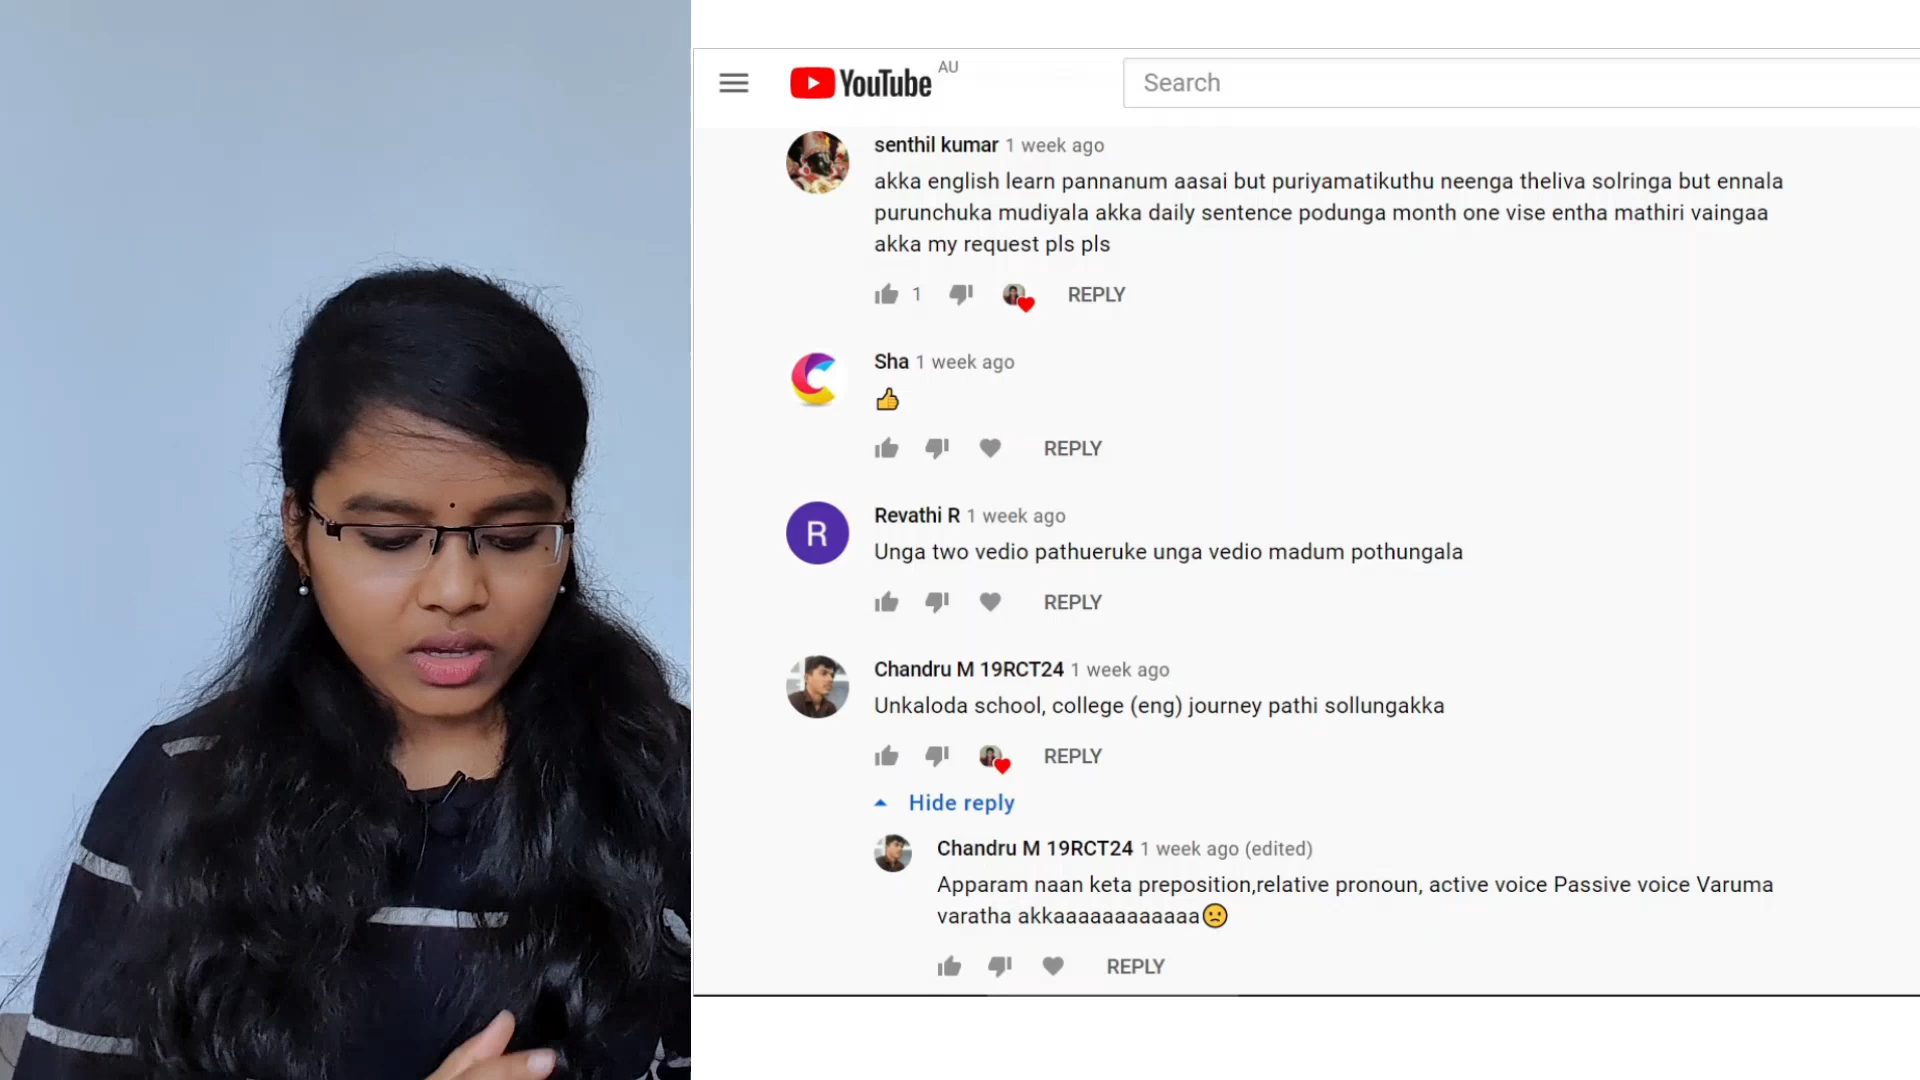 YouTube AU
Search
senthil kumar 1 week ago
akka english learn pannanum aasai but puriyamatikuthu neenga theliva solringa but ennala
purunchuka mudiyala akka daily sentence podunga month one vise entha mathiri vaingaa
akka my request pls pls
1 REPLY
Sha 1 week ago
👍
REPLY
R
Revathi R 1 week ago
Unga two vedio pathueruke unga vedio madum pothungala
REPLY
Chandru M 19RCT24 1 week ago
Unkaloda school, college (eng) journey pathi sollungakka
REPLY
Hide reply
Chandru M 19RCT24 1 week ago (edited)
Apparam naan keta preposition,relative pronoun, active voice Passive voice Varuma
varatha akkaaaaaaaaaaaa🙁
REPLY